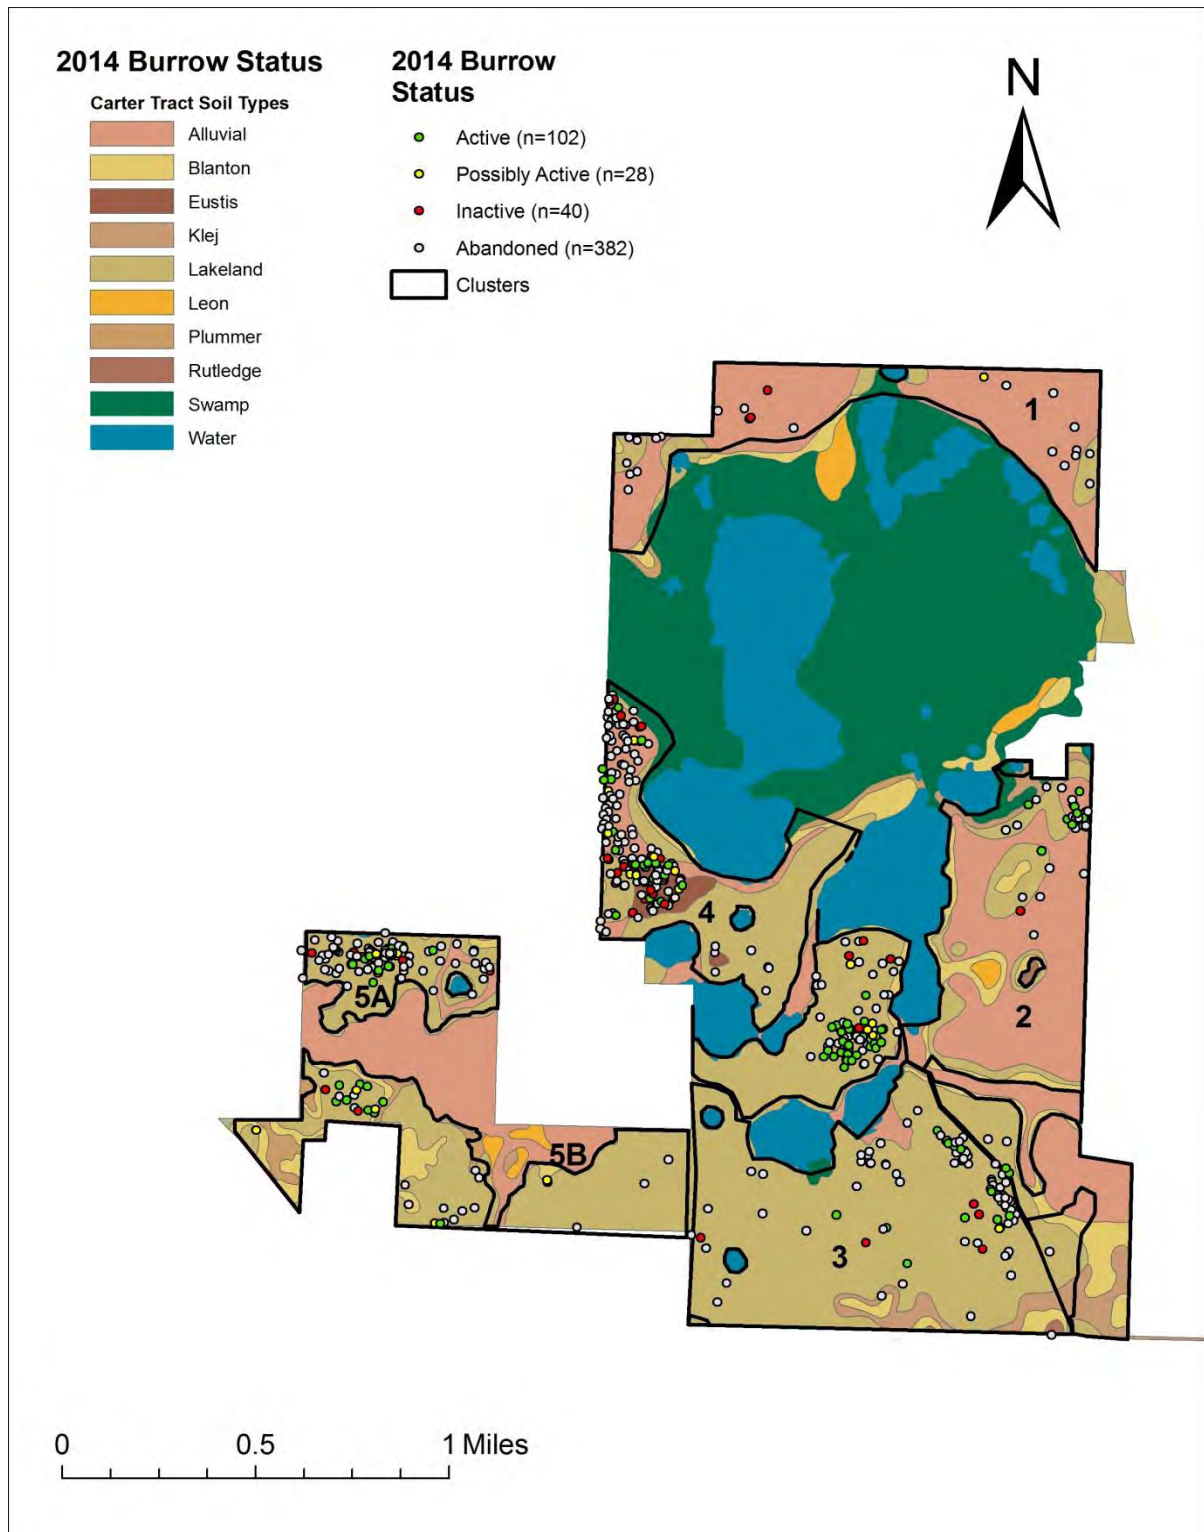 2014 Burrow Status
Carter Tract Soil Types
Alluvial
Blanton
Eustis
Klej
Lakeland
Leon
Plummer
Rutledge
Swamp
Water
2014 Burrow
Status
Active (n=102)
Possibly Active (n=28)
Inactive (n=40)
Abandoned (n=382)
Clusters
N
1
4
5A
2
5B
3
0 0.5 1 Miles